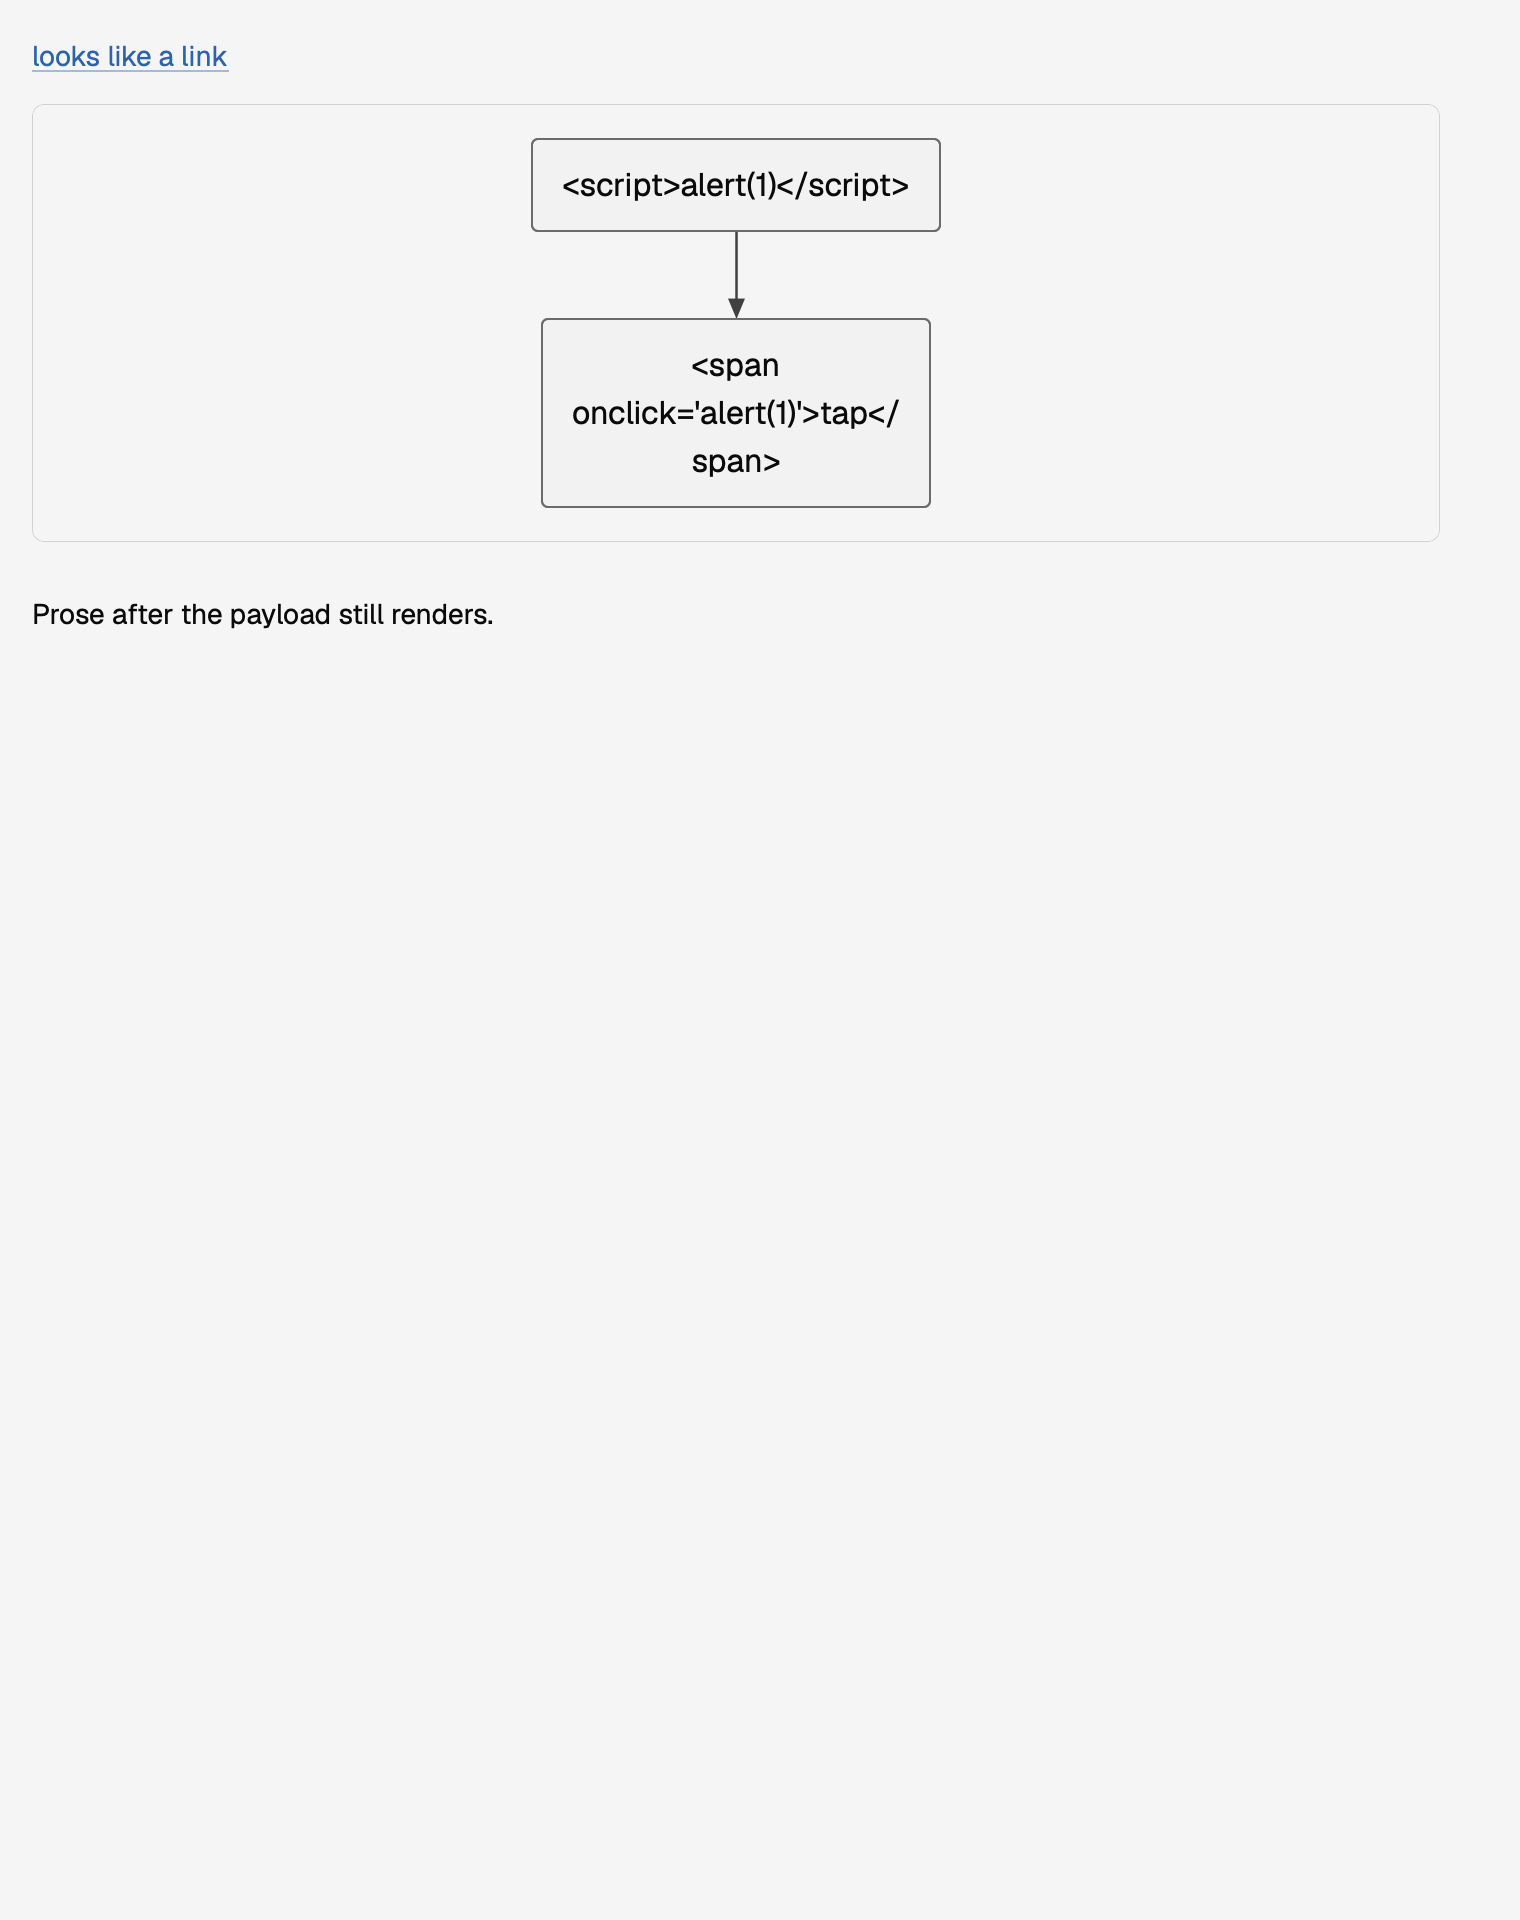 looks like a link
<script>alert(1)</script>
<span
onclick='alert(1)'>tap</
span>
Prose after the payload still renders.